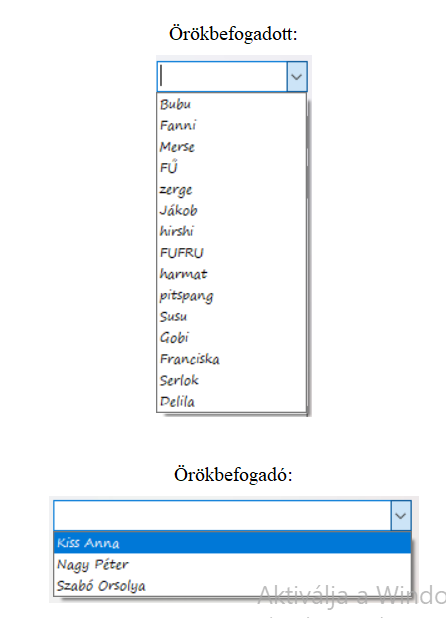 Örökbefogadott:
Bubu
Fanni
Merse
FŰ
zerge
Jákob
hirshi
FUFRU
harmat
pitspang
Susu
Gobi
Franciska
Serlok
Delila
Örökbefogadó:
Kiss Anna
Nagy Péter
Szabó Orsolya
Aktiválja a Windo